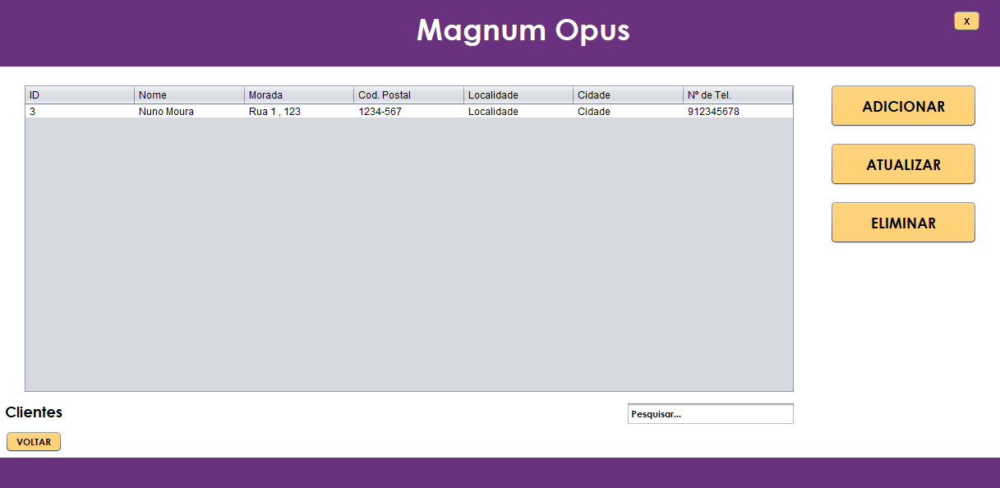 Magnum Opus
X
ID Nome Morada Cod. Postal Localidade Cidade Nº de Tel.
3 Nuno Moura Rua 1 , 123 1234-567 Localidade Cidade 912345678
ADICIONAR
ATUALIZAR
ELIMINAR
Clientes
Pesquisar...
VOLTAR